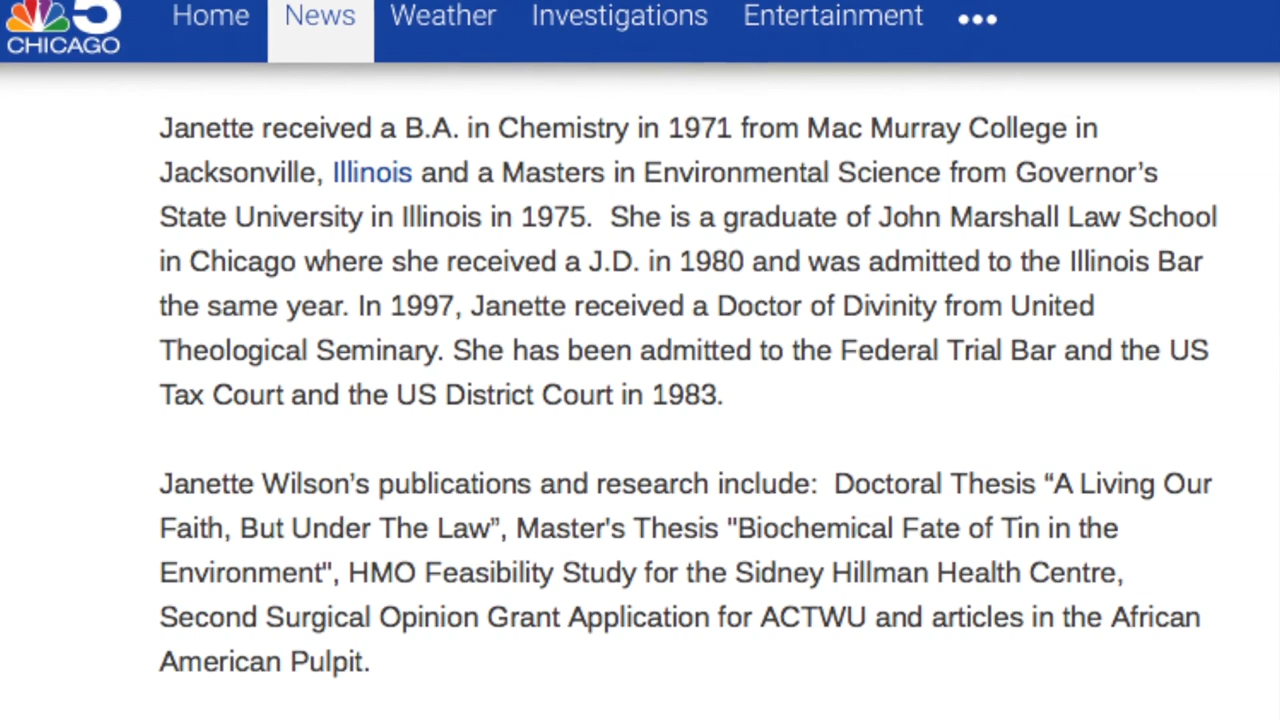 5
CHICAGO
Home News Weather Investigations Entertainment •••
Janette received a B.A. in Chemistry in 1971 from Mac Murray College in
Jacksonville, Illinois and a Masters in Environmental Science from Governor’s
State University in Illinois in 1975.  She is a graduate of John Marshall Law School
in Chicago where she received a J.D. in 1980 and was admitted to the Illinois Bar
the same year. In 1997, Janette received a Doctor of Divinity from United
Theological Seminary. She has been admitted to the Federal Trial Bar and the US
Tax Court and the US District Court in 1983.
Janette Wilson’s publications and research include:  Doctoral Thesis “A Living Our
Faith, But Under The Law”, Master's Thesis "Biochemical Fate of Tin in the
Environment", HMO Feasibility Study for the Sidney Hillman Health Centre,
Second Surgical Opinion Grant Application for ACTWU and articles in the African
American Pulpit.